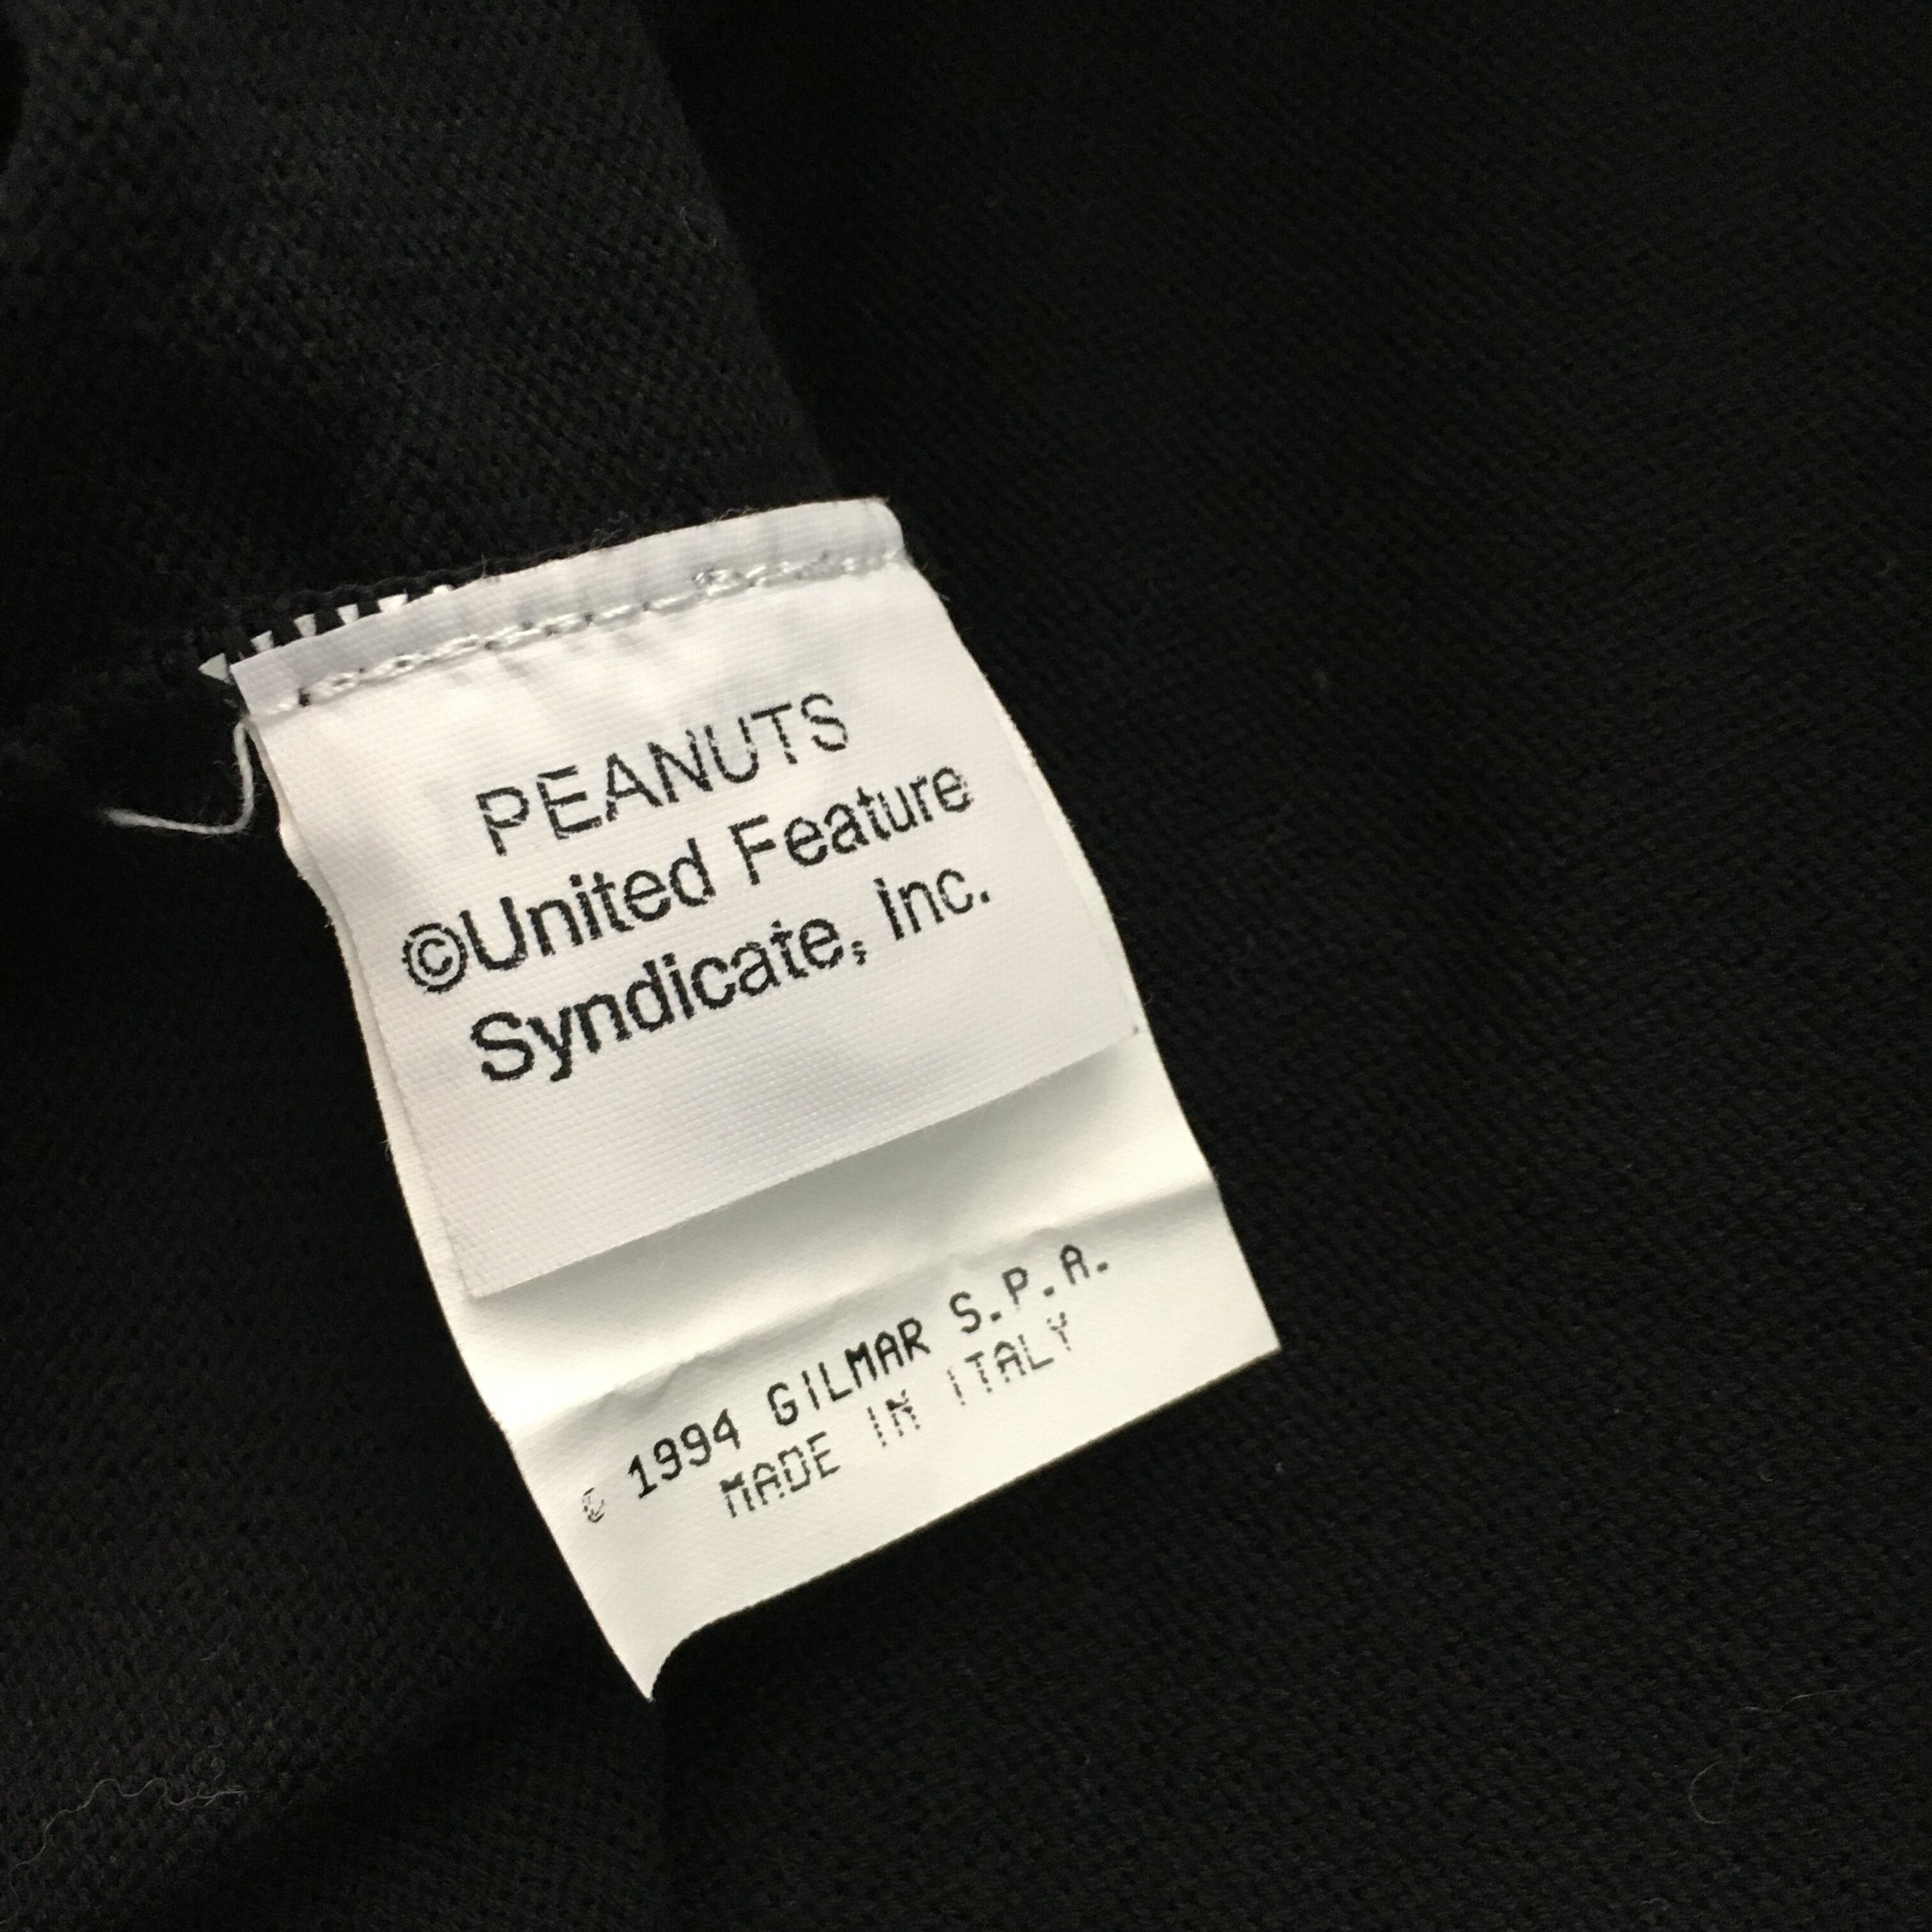 PEANUTS
©United Feature
Syndicate, Inc.
© 1994 GILMAR S.P.A.
MADE IN ITALY